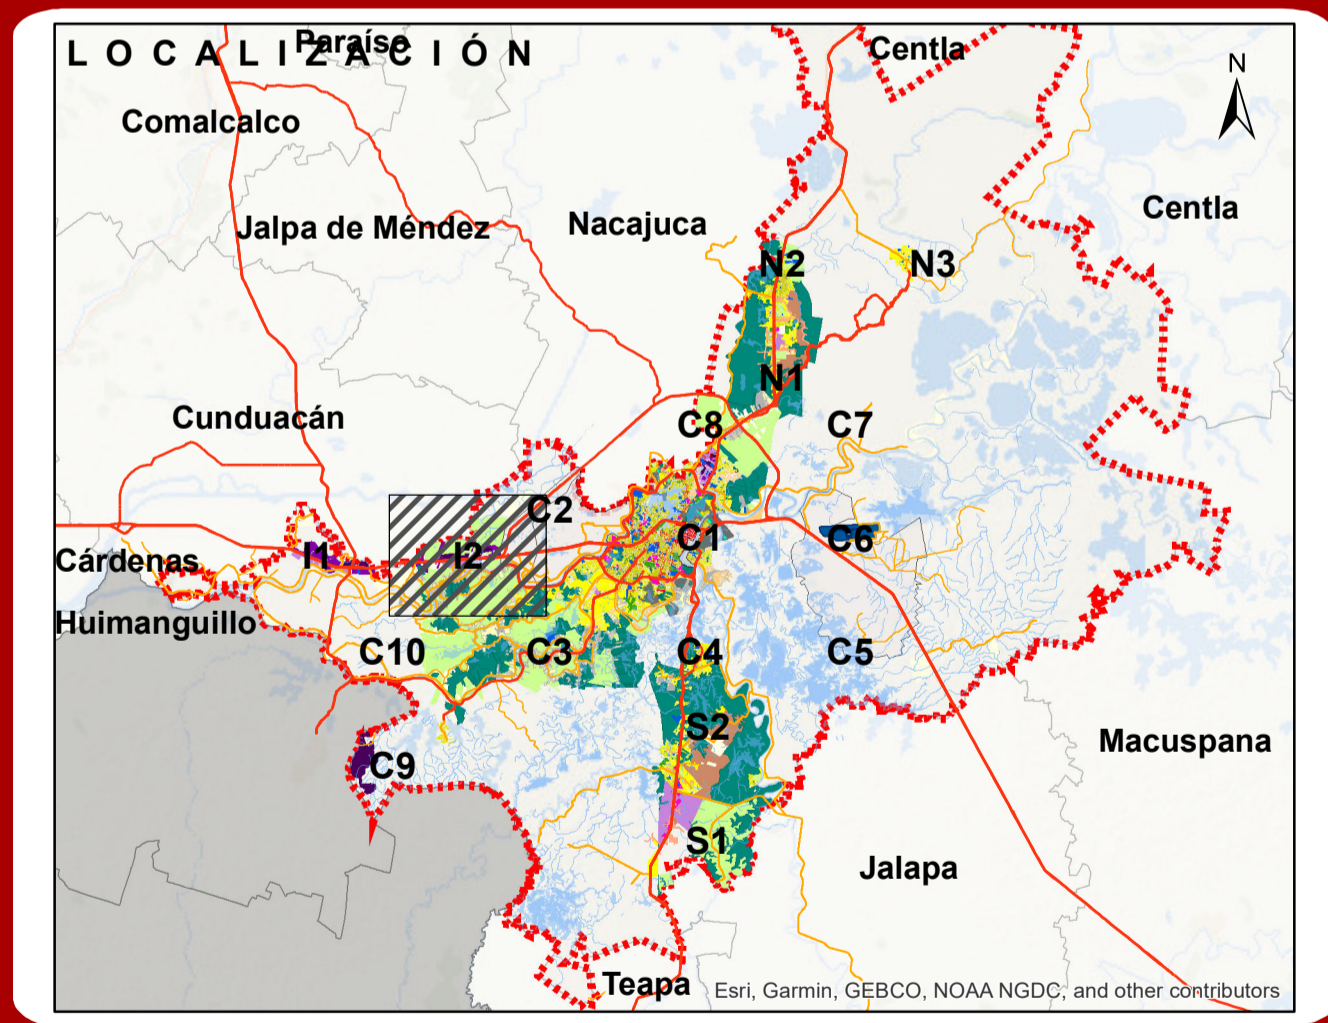 LOCALIZACIÓN
Paraíso
Centla
N
Comalcalco
Centla
Jalpa de Méndez
Nacajuca
N2
N3
N1
Cunduacán
C8
C7
C2
C1
C6
Cárdenas
I1
I2
Huimanguillo
C10
C3
C4
C5
S2
Macuspana
C9
S1
Jalapa
Teapa
Esri, Garmin, GEBCO, NOAA NGDC, and other contributors